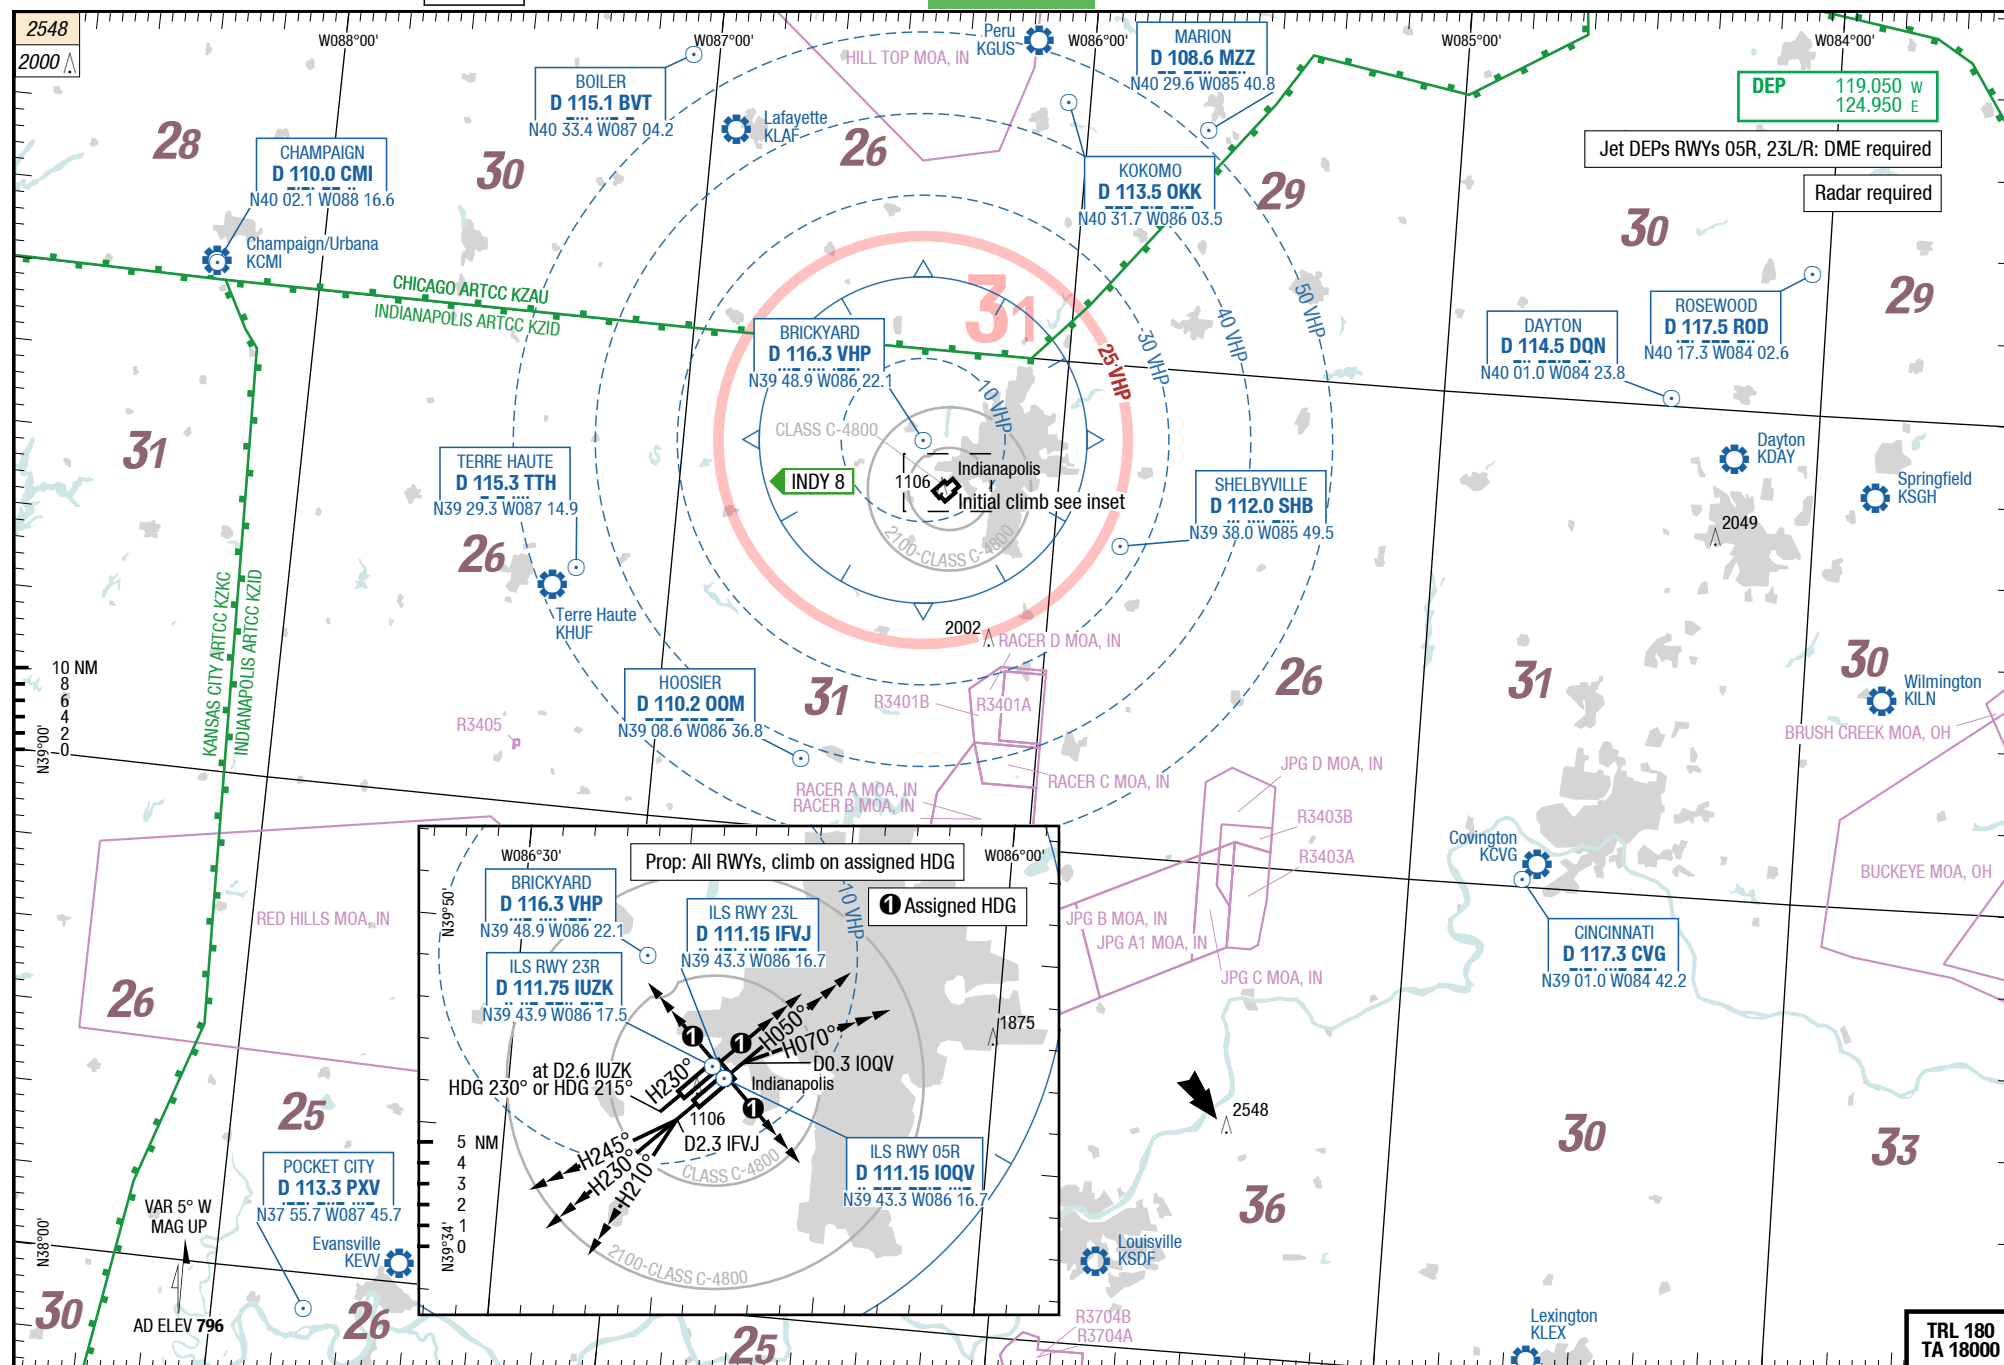 2548
2000
W088°00'
W087°00'
W086°00'
W085°00'
W084°00'
Peru
KGUS
HILL TOP MOA, IN
MARION
D 108.6 MZZ
N40 29.6 W085 40.8
BOILER
D 115.1 BVT
N40 33.4 W087 04.2
Lafayette
KLAF
DEP 119.050 W
124.950 E
Jet DEPs RWYs 05R, 23L/R: DME required
Radar required
28
30
26
29
30
29
CHAMPAIGN
D 110.0 CMI
N40 02.1 W088 16.6
Champaign/Urbana
KCMI
KOKOMO
D 113.5 OKK
N40 31.7 W086 03.5
CHICAGO ARTCC KZAU
INDIANAPOLIS ARTCC KZID
31
BRICKYARD
D 116.3 VHP
N39 48.9 W086 22.1
10 VHP
25 VHP
30 VHP
40 VHP
50 VHP
DAYTON
D 114.5 DQN
N40 01.0 W084 23.8
ROSEWOOD
D 117.5 ROD
N40 17.3 W084 02.6
31
CLASS C-4800
TERRE HAUTE
D 115.3 TTH
N39 29.3 W087 14.9
INDY 8
1106
Indianapolis
Initial climb see inset
2100-CLASS C-4800
SHELBYVILLE
D 112.0 SHB
N39 38.0 W085 49.5
Dayton
KDAY
Springfield
KSGH
2049
26
Terre Haute
KHUF
KANSAS CITY ARTCC KZKC
INDIANAPOLIS ARTCC KZID
2002
RACER D MOA, IN
10 NM
8
6
4
2
0
N39°00'
R3405
HOOSIER
D 110.2 OOM
N39 08.6 W086 36.8
31
R3401B
R3401A
26
31
30
Wilmington
KILN
BRUSH CREEK MOA, OH
RACER A MOA, IN
RACER B MOA, IN
RACER C MOA, IN
JPG D MOA, IN
R3403B
R3403A
Covington
KCVG
BUCKEYE MOA, OH
RED HILLS MOA, IN
JPG B MOA, IN
JPG A1 MOA, IN
JPG C MOA, IN
CINCINNATI
D 117.3 CVG
N39 01.0 W084 42.2
26
25
W086°30'
Prop: All RWYs, climb on assigned HDG
W086°00'
N39°50'
BRICKYARD
D 116.3 VHP
N39 48.9 W086 22.1
10 VHP
1 Assigned HDG
ILS RWY 23L
D 111.15 IFVJ
N39 43.3 W086 16.7
ILS RWY 23R
D 111.75 IUZK
N39 43.9 W086 17.5
1
1
H050°
H070°
D0.3 IOQV
1875
at D2.6 IUZK
HDG 230° or HDG 215°
H230°
Indianapolis
1
1106
D2.3 IFVJ
H245°
H230°
H210°
CLASS C-4800
2100-CLASS C-4800
ILS RWY 05R
D 111.15 IOQV
N39 43.3 W086 16.7
5 NM
4
3
2
1
0
N39°34'
2548
30
33
36
POCKET CITY
D 113.3 PXV
N37 55.7 W087 45.7
VAR 5° W
MAG UP
N38°00'
Evansville
KEVV
Louisville
KSDF
30
AD ELEV 796
26
25
R3704B
R3704A
Lexington
KLEX
TRL 180
TA 18000